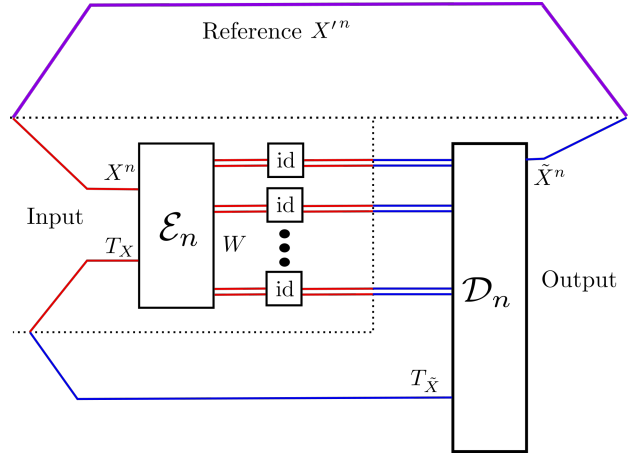 Reference X′ⁿ
Xⁿ
id
X̃ⁿ
id
Input
𝓔ₙ
W
T_X
id
Output
𝓓ₙ
T_X̃